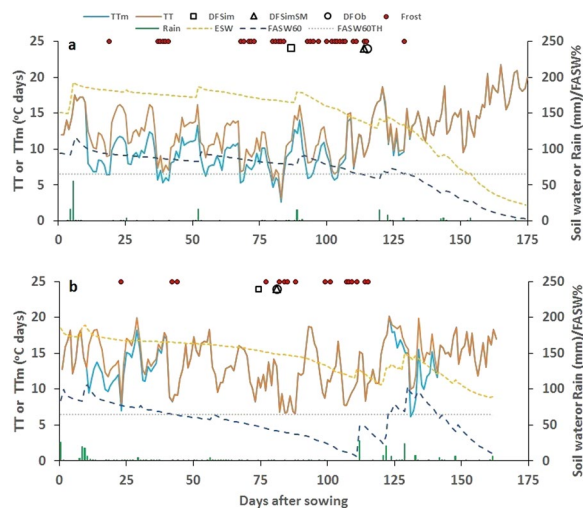 TTm TT DFSim DFSimSM DFOb Frost
Rain ESW FASW60 FASW60TH
a
25 20 15 10 5 0
TT or TTm (°C days)
250 200 150 100 50 0
Soil water or Rain (mm)/FASW%
0 25 50 75 100 125 150 175
b
25 20 15 10 5 0
TT or TTm (°C days)
250 200 150 100 50 0
Soil wateror Rain (mm)/FASW%
0 25 50 75 100 125 150 175
Days after sowing